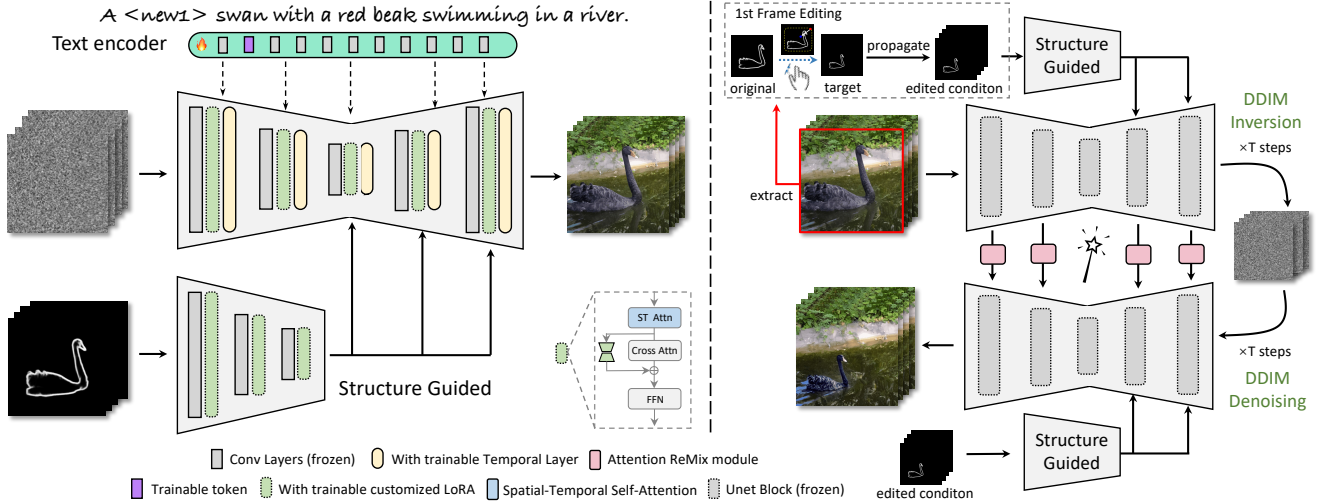 A <new1> swan with a red beak swimming in a river.
Text encoder
Structure Guided
ST Attn
Cross Attn
FFN
1st Frame Editing
original
target
propagate
edited conditon
Structure
Guided
extract
DDIM
Inversion
×T steps
×T steps
DDIM
Denoising
edited conditon
Structure
Guided
Conv Layers (frozen)
With trainable Temporal Layer
Attention ReMix module
Trainable token
With trainable customized LoRA
Spatial-Temporal Self-Attention
Unet Block (frozen)